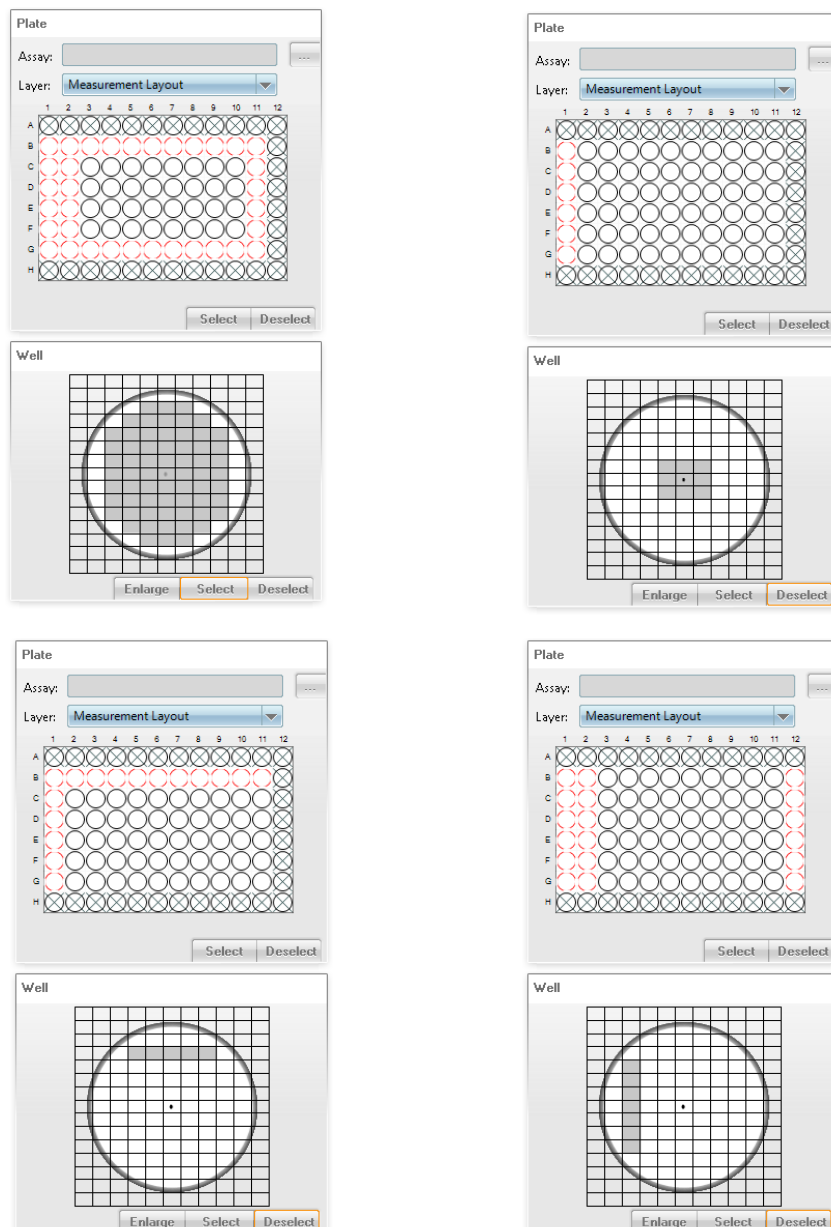 Plate
Assay:
...
Layer: Measurement Layout
1 2 3 4 5 6 7 8 9 10 11 12
A
B
C
D
E
F
G
H
Select Deselect
Well
Enlarge Select Deselect
Plate
Assay:
...
Layer: Measurement Layout
1 2 3 4 5 6 7 8 9 10 11 12
A
B
C
D
E
F
G
H
Select Deselect
Well
Enlarge Select Deselect
Plate
Assay:
...
Layer: Measurement Layout
1 2 3 4 5 6 7 8 9 10 11 12
A
B
C
D
E
F
G
H
Select Deselect
Well
Enlarge Select Deselect
Plate
Assay:
...
Layer: Measurement Layout
1 2 3 4 5 6 7 8 9 10 11 12
A
B
C
D
E
F
G
H
Select Deselect
Well
Enlarge Select Deselect